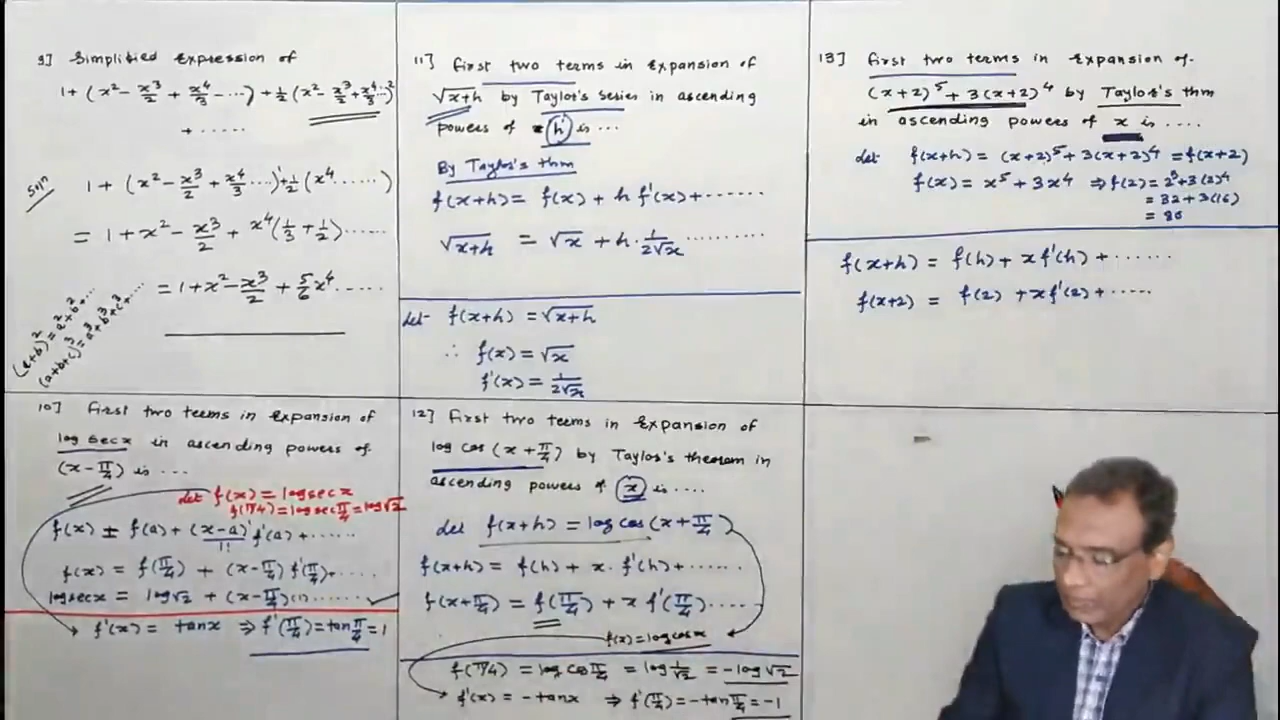 9] Simplified Expression of
1 + (x² - x³/2 + x⁴/3 - ...) + 1/2 (x² - x³/2 + x⁴/3 ...)²
+ ......
Soln
1 + (x² - x³/2 + x⁴/3 ....)¹ + 1/2 (x⁴ ......)
= 1 + x² - x³/2 + x⁴(1/3 + 1/2) .....
= 1 + x² - x³/2 + 5/6 x⁴ .....
(a+b)² = a² + b² + ...
(a+b+c)³ = a³ + b³ + c³ + ...
10] First two terms in Expansion of
log sec x in ascending powers of
(x - π/4) is ...
let f(x) = log sec x
f(π/4) = log sec π/4 = log √2
f(x) = f(a) + (x-a)¹/1! f'(a) + ......
f(x) = f(π/4) + (x - π/4) f'(π/4) + ....
log sec x = log √2 + (x - π/4)(1) ......
f'(x) = tan x ⇒ f'(π/4) = tan π/4 = 1
11] First two terms in Expansion of
√x+h by Taylor's Series in ascending
powers of h is ...
By Taylor's thm
f(x+h) = f(x) + h f'(x) + ......
√x+h = √x + h . 1/2√x .........
let f(x+h) = √x+h
∴ f(x) = √x
f'(x) = 1/2√x
12] First two terms in Expansion of
log cos (x + π/4) by Taylor's theorem in
ascending powers of x is ....
let f(x+h) = log cos (x + π/4)
f(x+h) = f(h) + x . f'(h) + ......
f(x + π/4) = f(π/4) + x f'(π/4) .....
f(x) = log cos x
f(π/4) = log cos π/4 = log 1/√2 = - log √2
f'(x) = - tan x ⇒ f'(π/4) = - tan π/4 = -1
13] First two terms in Expansion of
(x+2)⁵ + 3(x+2)⁴ by Taylor's thm
in ascending powers of x is ....
let f(x+h) = (x+2)⁵ + 3(x+2)⁴ = f(x+2)
f(x) = x⁵ + 3x⁴ ⇒ f(2) = 2⁵ + 3(2)⁴
= 32 + 3(16)
= 80
f(x+h) = f(h) + x f'(h) + ......
f(x+2) = f(2) + x f'(2) + .....